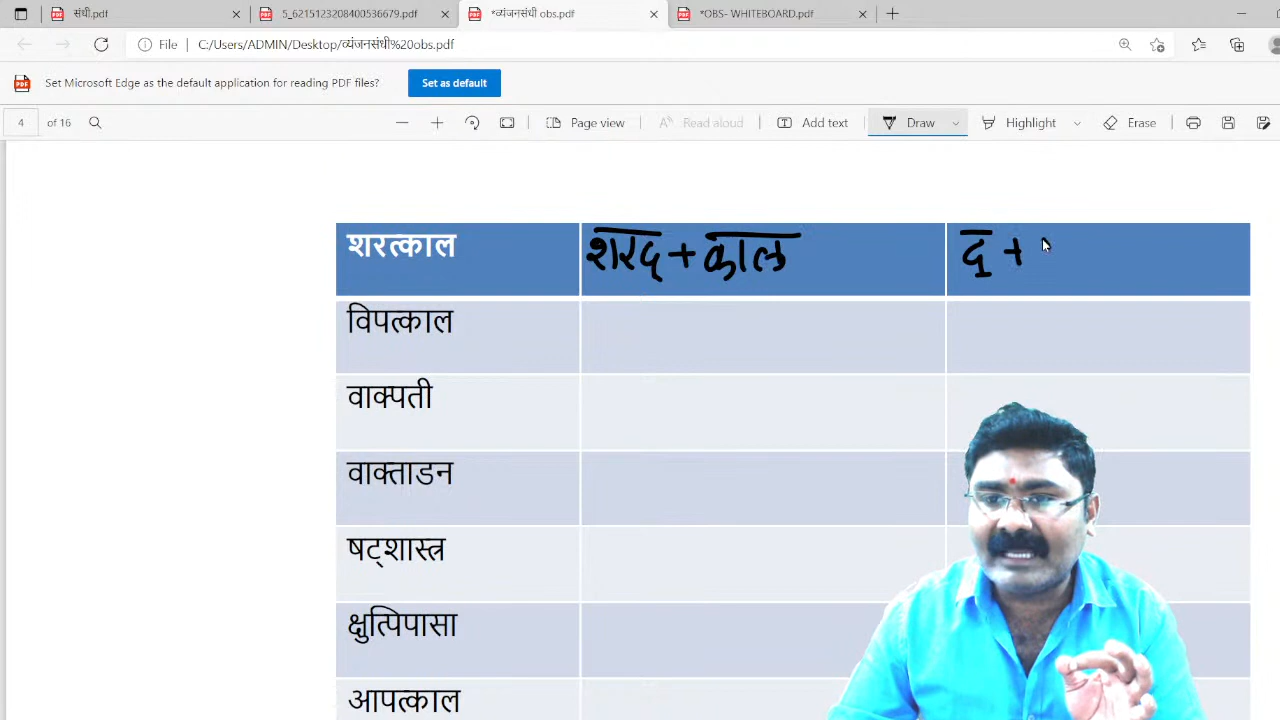 संधी.pdf 5_6215123208400536679.pdf *व्यंजनसंधी obs.pdf *OBS- WHITEBOARD.pdf
File C:/Users/ADMIN/Desktop/व्यंजनसंधी%20obs.pdf
Set Microsoft Edge as the default application for reading PDF files? Set as default
4 of 16 Page view Read aloud Add text Draw Highlight Erase
शरत्काल शरद्+काल द् +
विपत्काल
वाक्पती
वाक्ताडन
षट्शास्त्र
क्षुत्पिपासा
आपत्काल